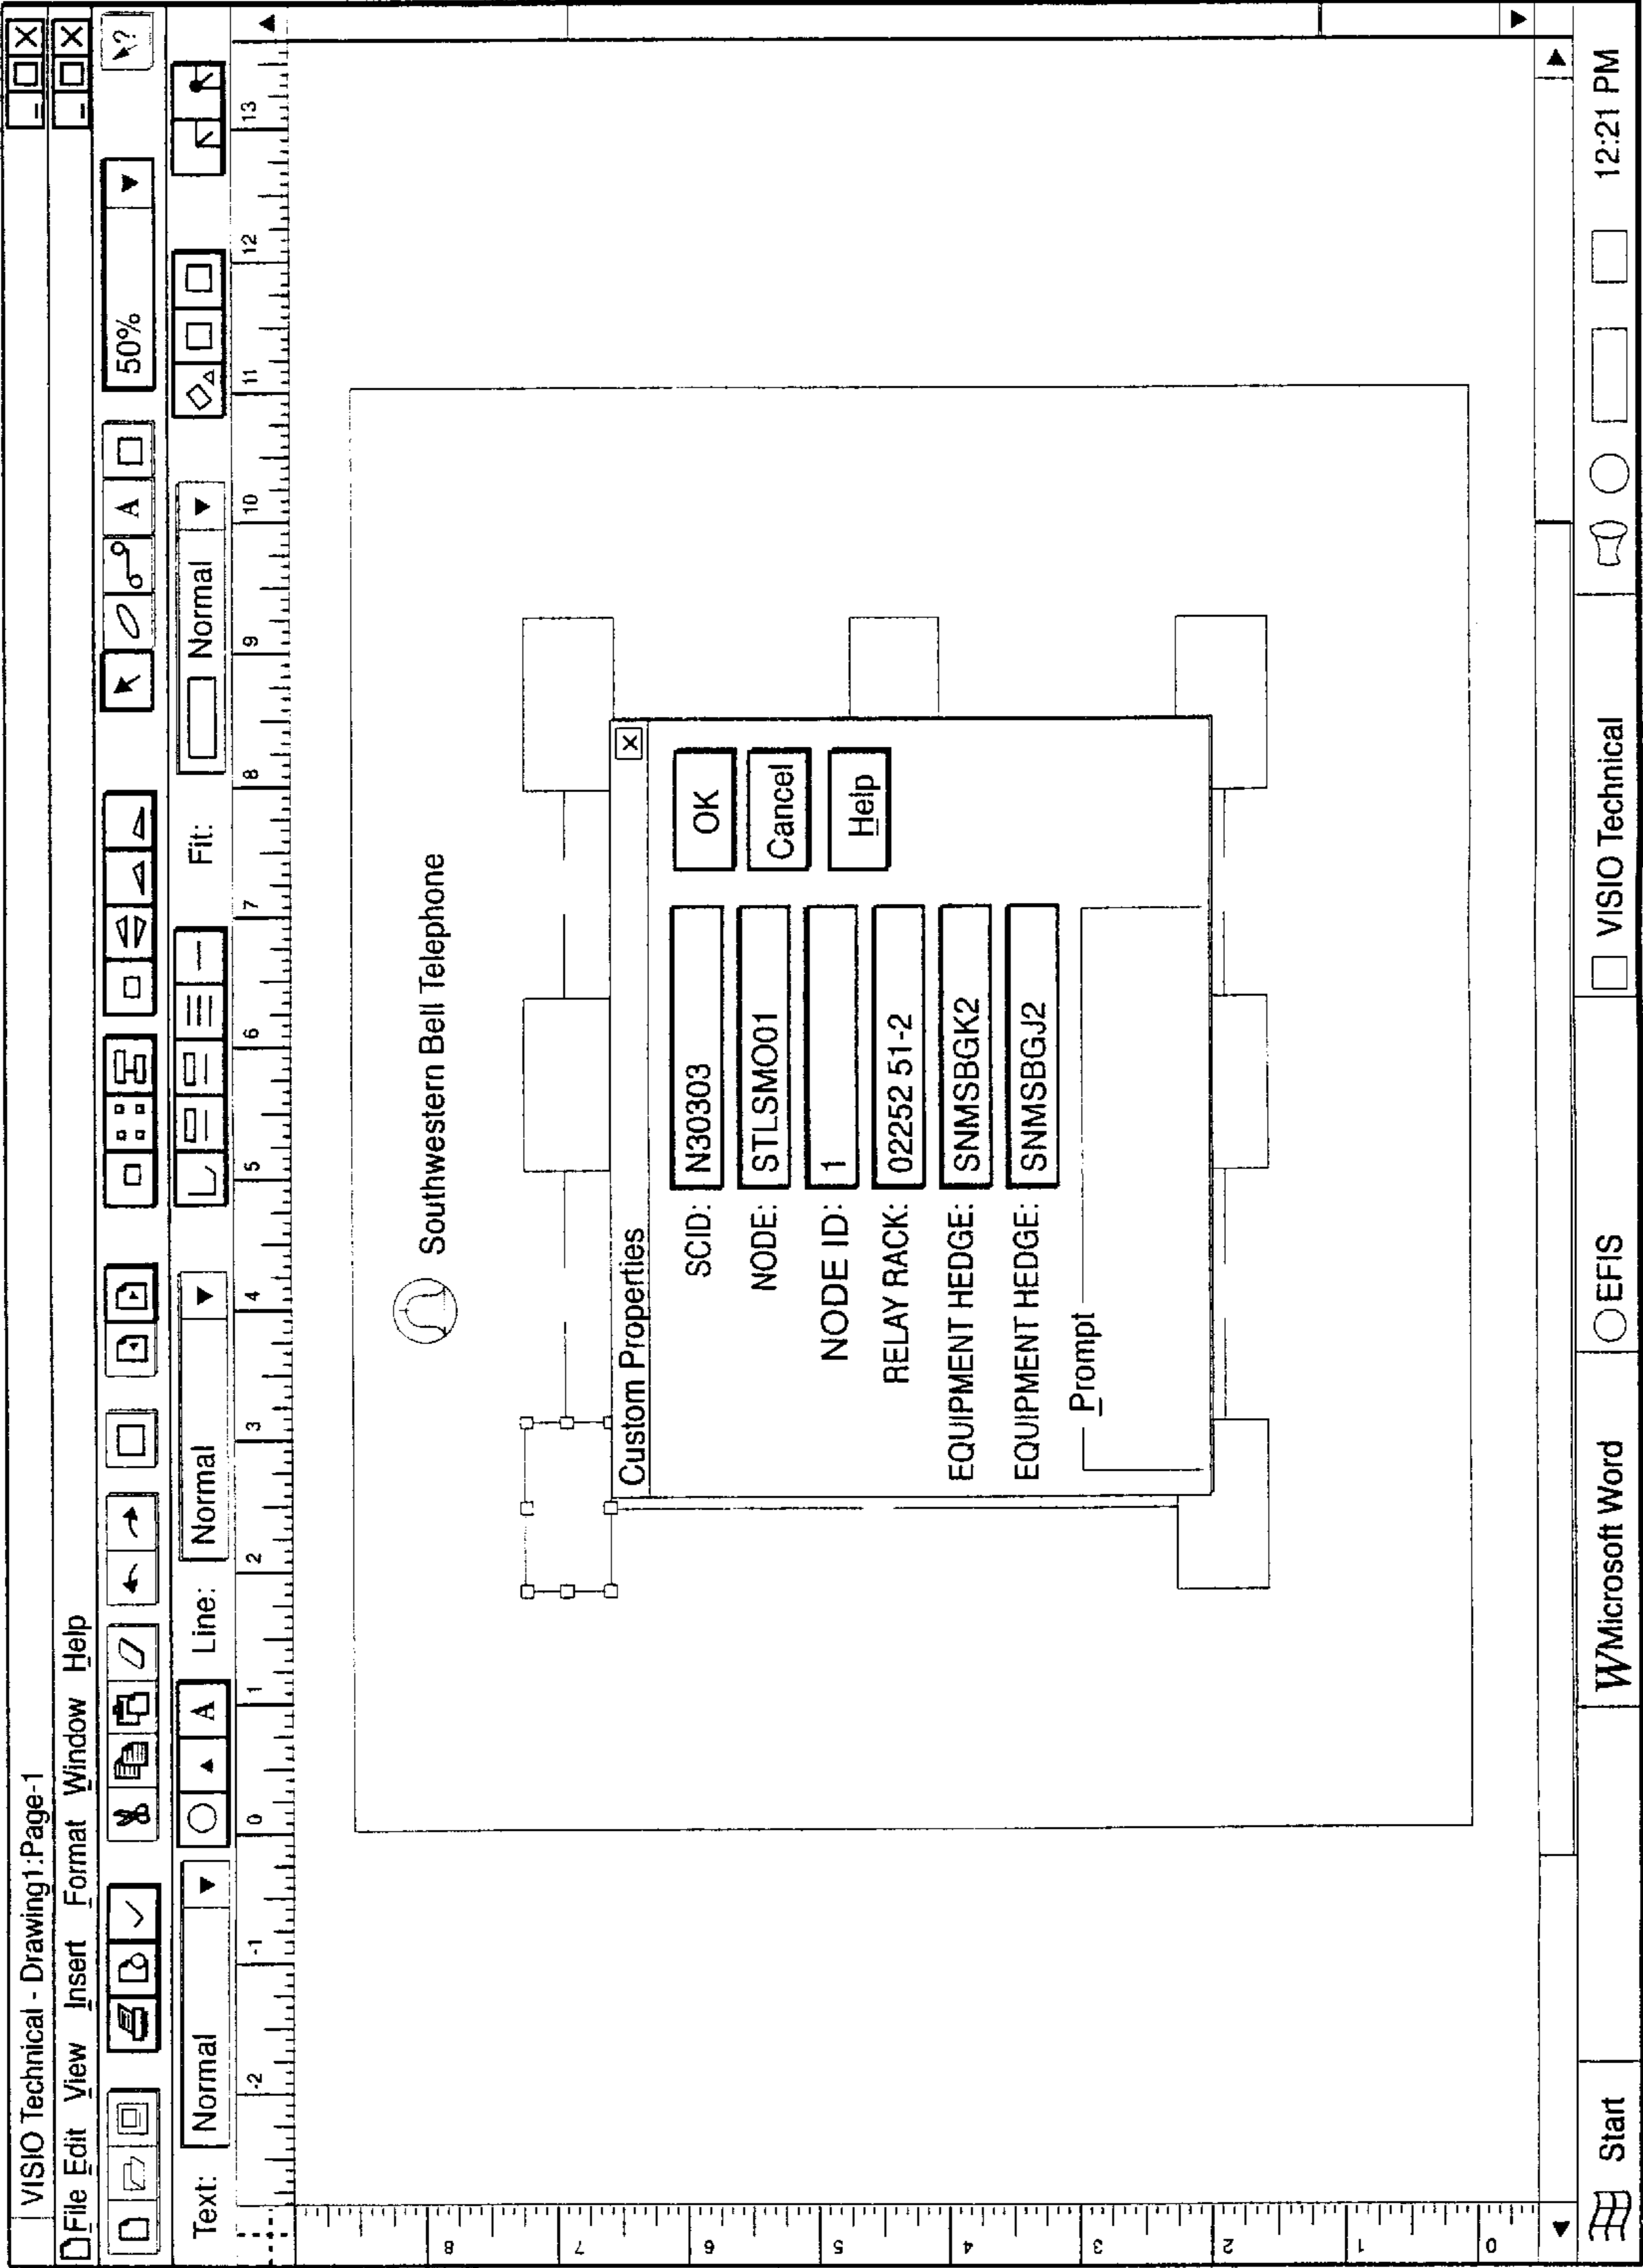 VISIO Technical - Drawing1:Page-1
File Edit View Insert Format Window Help
50%
Text: Normal Line: Normal Fit: Normal
-2 -1 0 1 2 3 4 5 6 7 8 9 10 11 12 13
8
7
6
5
4
3
2
1
0
Southwestern Bell Telephone
Custom Properties
SCID: N30303
NODE: STLSMO01
NODE ID: 1
RELAY RACK: 02252 51-2
EQUIPMENT HEDGE: SNMSBGK2
EQUIPMENT HEDGE: SNMSBGJ2
OK
Cancel
Help
Prompt
Start W Microsoft Word EFIS VISIO Technical 12:21 PM